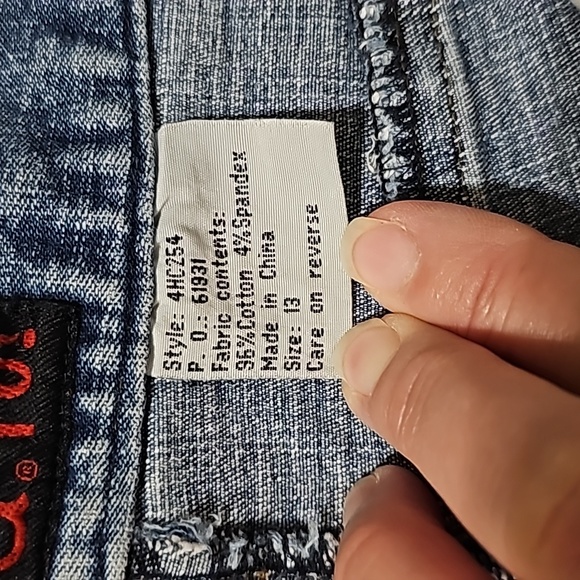 Style: 4HC254
P. O.: 61931
Fabric contents:
96%Cotton 4%Spandex
Made in China
Size: 13
Care on reverse